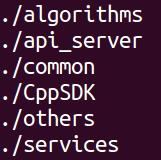 ./algorithms
./api_server
./common
./CppSDK
./others
./services